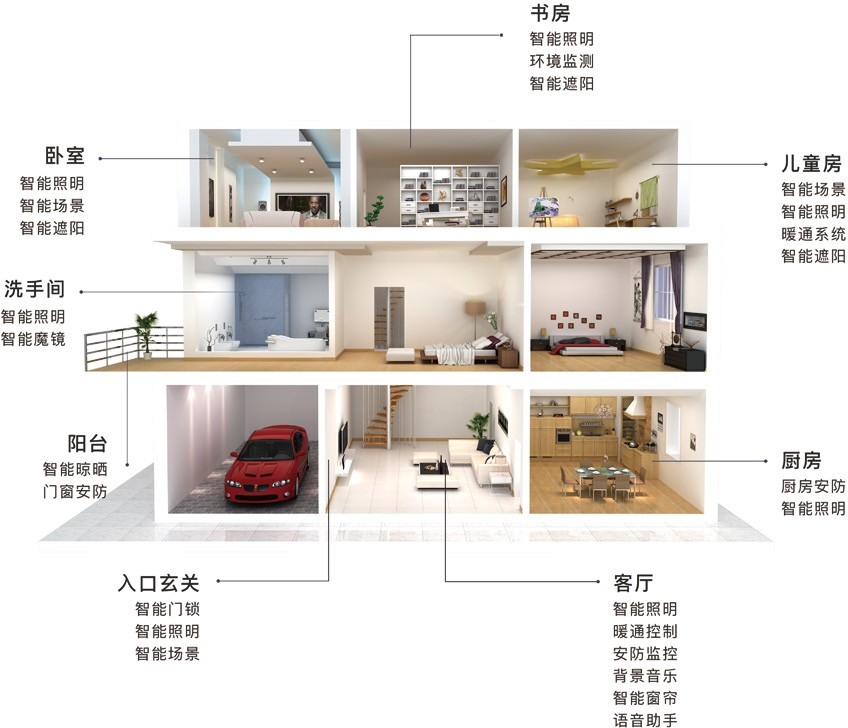 书房
智能照明
环境监测
智能遮阳
卧室
智能照明
智能场景
智能遮阳
儿童房
智能场景
智能照明
暖通系统
智能遮阳
洗手间
智能照明
智能魔镜
阳台
智能晾晒
门窗安防
厨房
厨房安防
智能照明
入口玄关
智能门锁
智能照明
智能场景
客厅
智能照明
暖通控制
安防监控
背景音乐
智能窗帘
语音助手